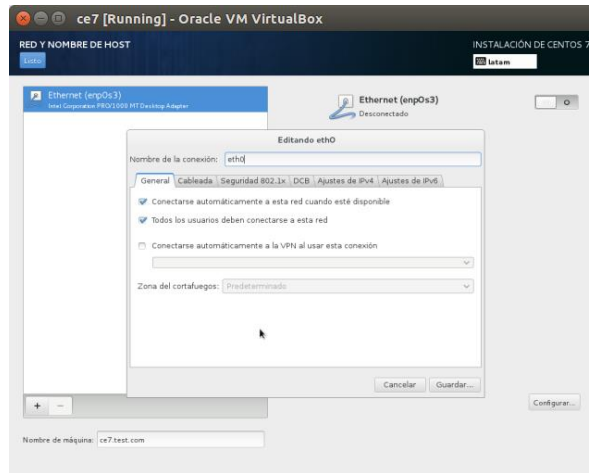 ce7 [Running] - Oracle VM VirtualBox
RED Y NOMBRE DE HOST
INSTALACIÓN DE CENTOS 7
Listo
latam
Ethernet (enp0s3)
Intel Corporation PRO/1000 MT Desktop Adapter
Ethernet (enp0s3)
Desconectado
Editando eth0
Nombre de la conexión: eth0
General Cableada Seguridad 802.1x DCB Ajustes de IPv4 Ajustes de IPv6
Conectarse automáticamente a esta red cuando esté disponible
Todos los usuarios deben conectarse a esta red
Conectarse automáticamente a la VPN al usar esta conexión
Zona del cortafuegos: Predeterminado
Cancelar Guardar...
+ −
Configurar...
Nombre de máquina: ce7.test.com